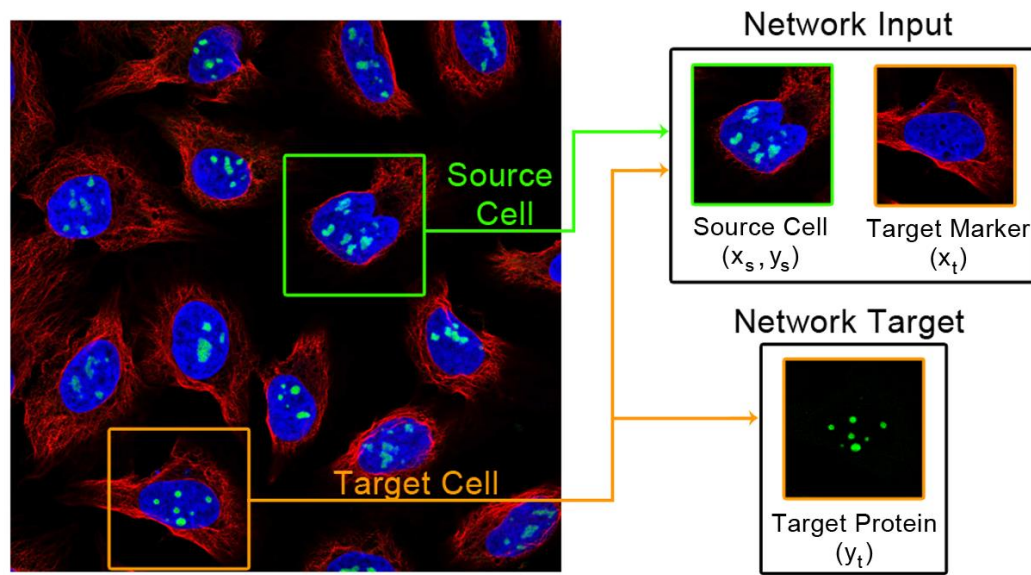 Network Input
Source
Cell
Source Cell
(xs, ys)
Target Marker
(xt)
Network Target
Target Cell
Target Protein
(yt)